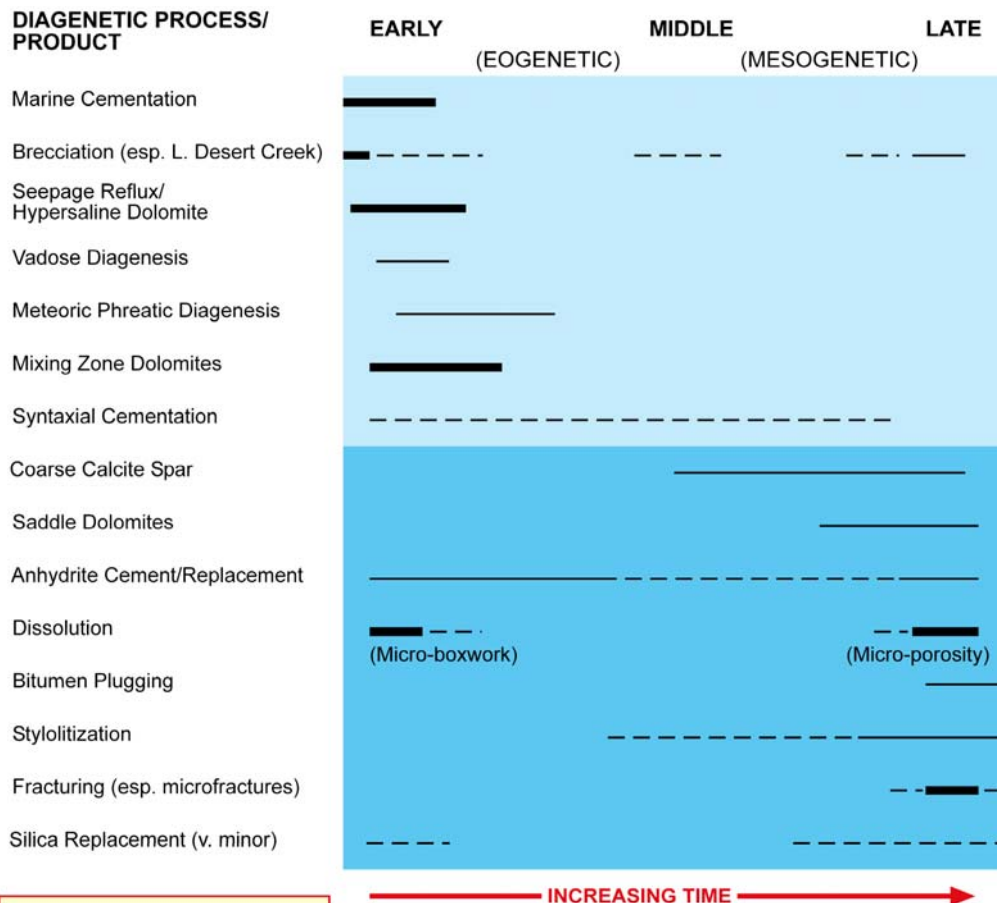 DIAGENETIC PROCESS/
PRODUCT
EARLY MIDDLE LATE
(EOGENETIC) (MESOGENETIC)
Marine Cementation
Brecciation (esp. L. Desert Creek)
Seepage Reflux/
Hypersaline Dolomite
Vadose Diagenesis
Meteoric Phreatic Diagenesis
Mixing Zone Dolomites
Syntaxial Cementation
Coarse Calcite Spar
Saddle Dolomites
Anhydrite Cement/Replacement
Dissolution
(Micro-boxwork) (Micro-porosity)
Bitumen Plugging
Stylolitization
Fracturing (esp. microfractures)
Silica Replacement (v. minor)
INCREASING TIME